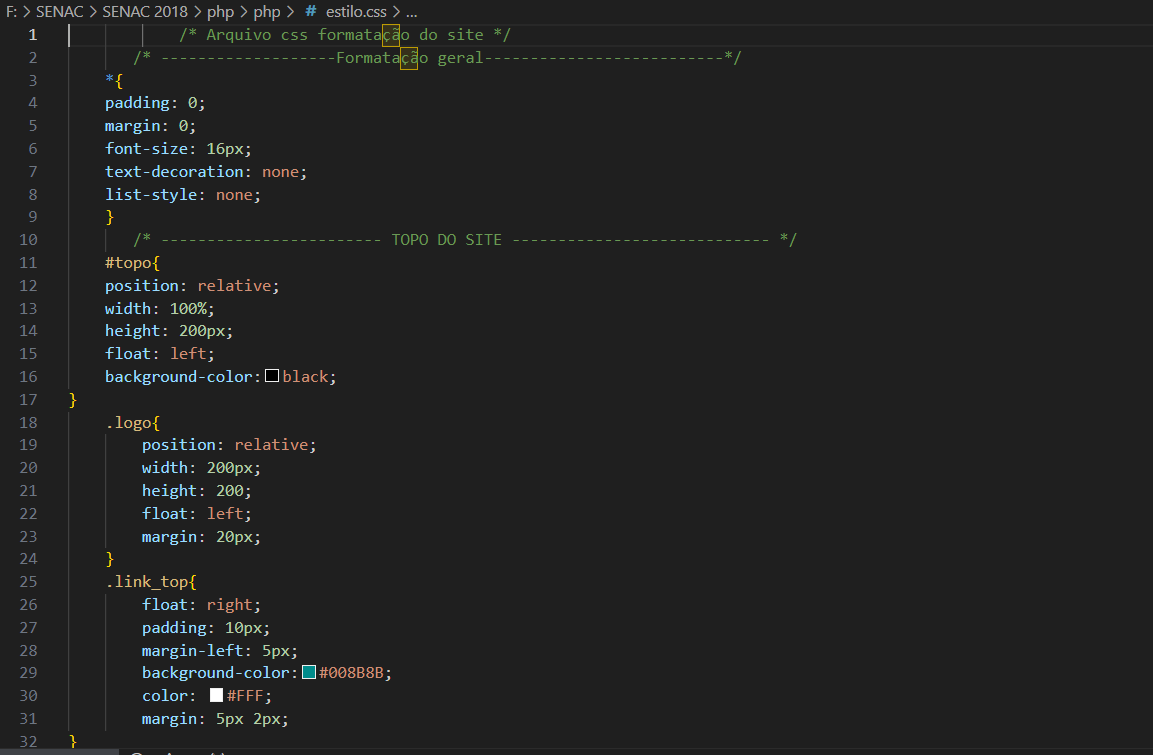 F: > SENAC > SENAC 2018 > php > php > # estilo.css > ...
1 /* Arquivo css formatação do site */
2 /* -------------------Formatação geral--------------------------*/
3 *{
4 padding: 0;
5 margin: 0;
6 font-size: 16px;
7 text-decoration: none;
8 list-style: none;
9 }
10 /* ------------------------ TOPO DO SITE ---------------------------- */
11 #topo{
12 position: relative;
13 width: 100%;
14 height: 200px;
15 float: left;
16 background-color: black;
17 }
18 .logo{
19 position: relative;
20 width: 200px;
21 height: 200;
22 float: left;
23 margin: 20px;
24 }
25 .link_top{
26 float: right;
27 padding: 10px;
28 margin-left: 5px;
29 background-color: #008B8B;
30 color: #FFF;
31 margin: 5px 2px;
32 }